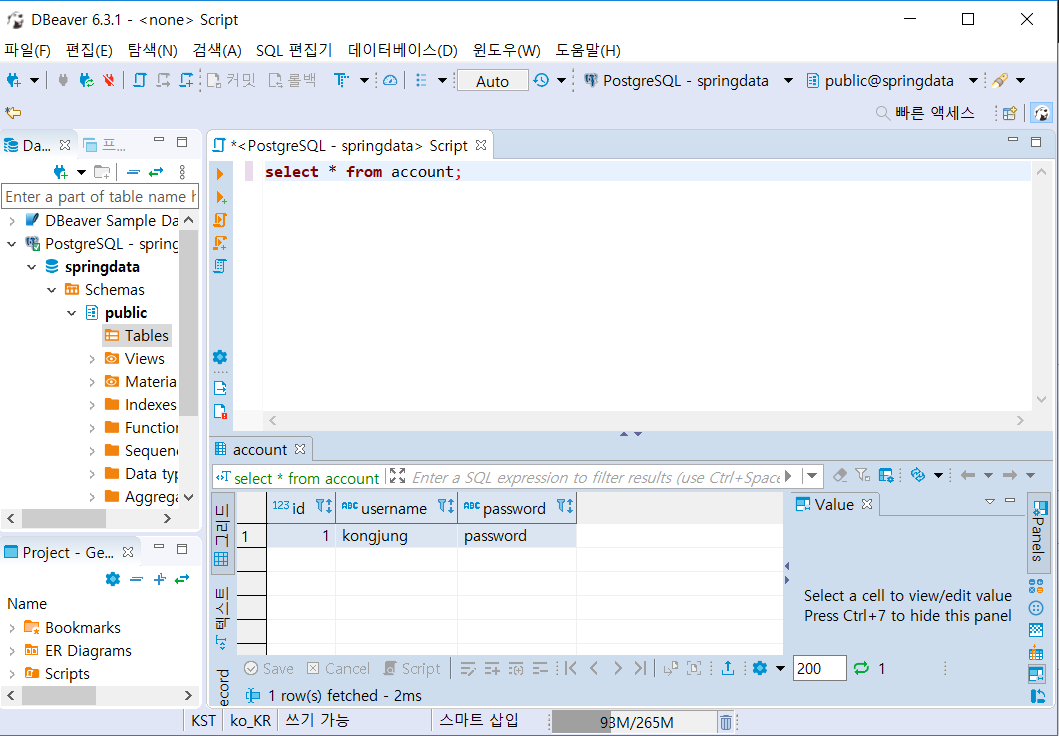 DBeaver 6.3.1 - <none> Script
파일(F) 편집(E) 탐색(N) 검색(A) SQL 편집기 데이터베이스(D) 윈도우(W) 도움말(H)
커밋 롤백 Auto PostgreSQL - springdata public@springdata
빠른 액세스
Da... 프... *<PostgreSQL - springdata> Script
select * from account;
Enter a part of table name h
DBeaver Sample Da
PostgreSQL - spring
springdata
Schemas
public
Tables
Views
Materia
Indexes
Function
Sequen
Data typ
Aggrega
account
select * from account Enter a SQL expression to filter results (use Ctrl+Space
그리드
텍스트
ecord
123 id ABC username ABC password
1 1 kongjung password
Value
Select a cell to view/edit value
Press Ctrl+7 to hide this panel
Panels
Project - Ge...
Name
Bookmarks
ER Diagrams
Scripts
Save Cancel Script 200 1
1 row(s) fetched - 2ms
KST ko_KR 쓰기 가능 스마트 삽입 93M/265M